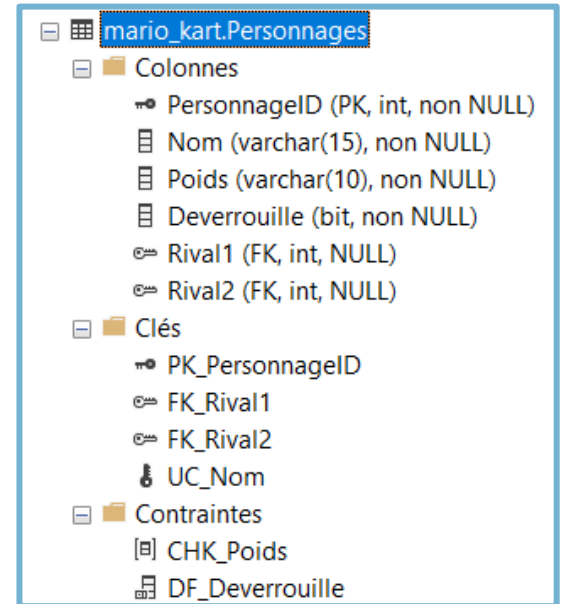 mario_kart.Personnages
Colonnes
PersonnageID (PK, int, non NULL)
Nom (varchar(15), non NULL)
Poids (varchar(10), non NULL)
Deverrouille (bit, non NULL)
Rival1 (FK, int, NULL)
Rival2 (FK, int, NULL)
Clés
PK_PersonnageID
FK_Rival1
FK_Rival2
UC_Nom
Contraintes
CHK_Poids
DF_Deverrouille